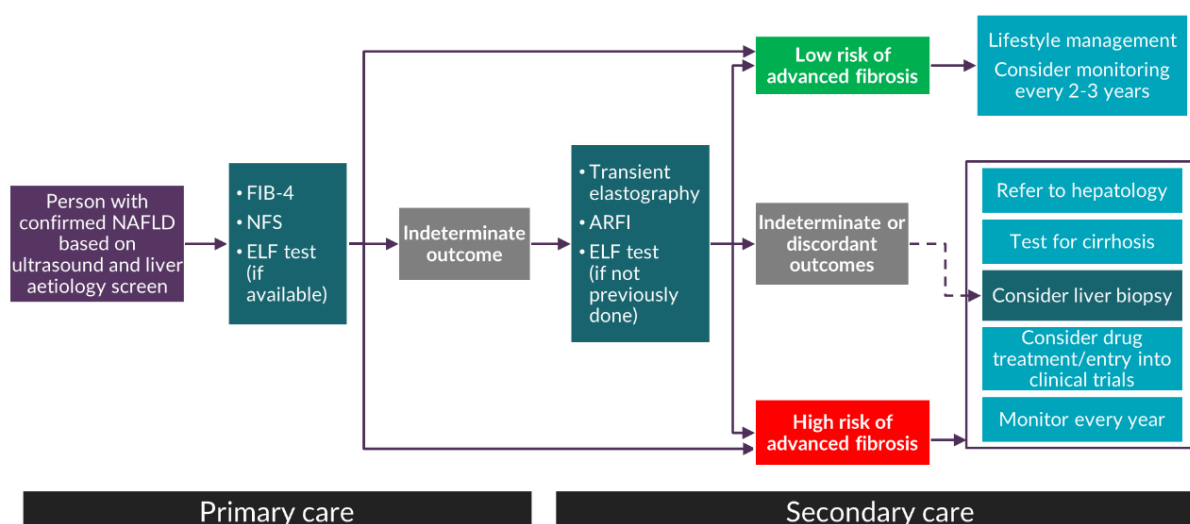 Person with
confirmed NAFLD
based on
ultrasound and liver
aetiology screen
• FIB-4
• NFS
• ELF test
(if
available)
Indeterminate
outcome
• Transient
elastography
• ARFI
• ELF test
(if not
previously
done)
Low risk of
advanced fibrosis
Lifestyle management
Consider monitoring
every 2-3 years
Indeterminate or
discordant
outcomes
High risk of
advanced fibrosis
Refer to hepatology
Test for cirrhosis
Consider liver biopsy
Consider drug
treatment/entry into
clinical trials
Monitor every year
Primary care
Secondary care